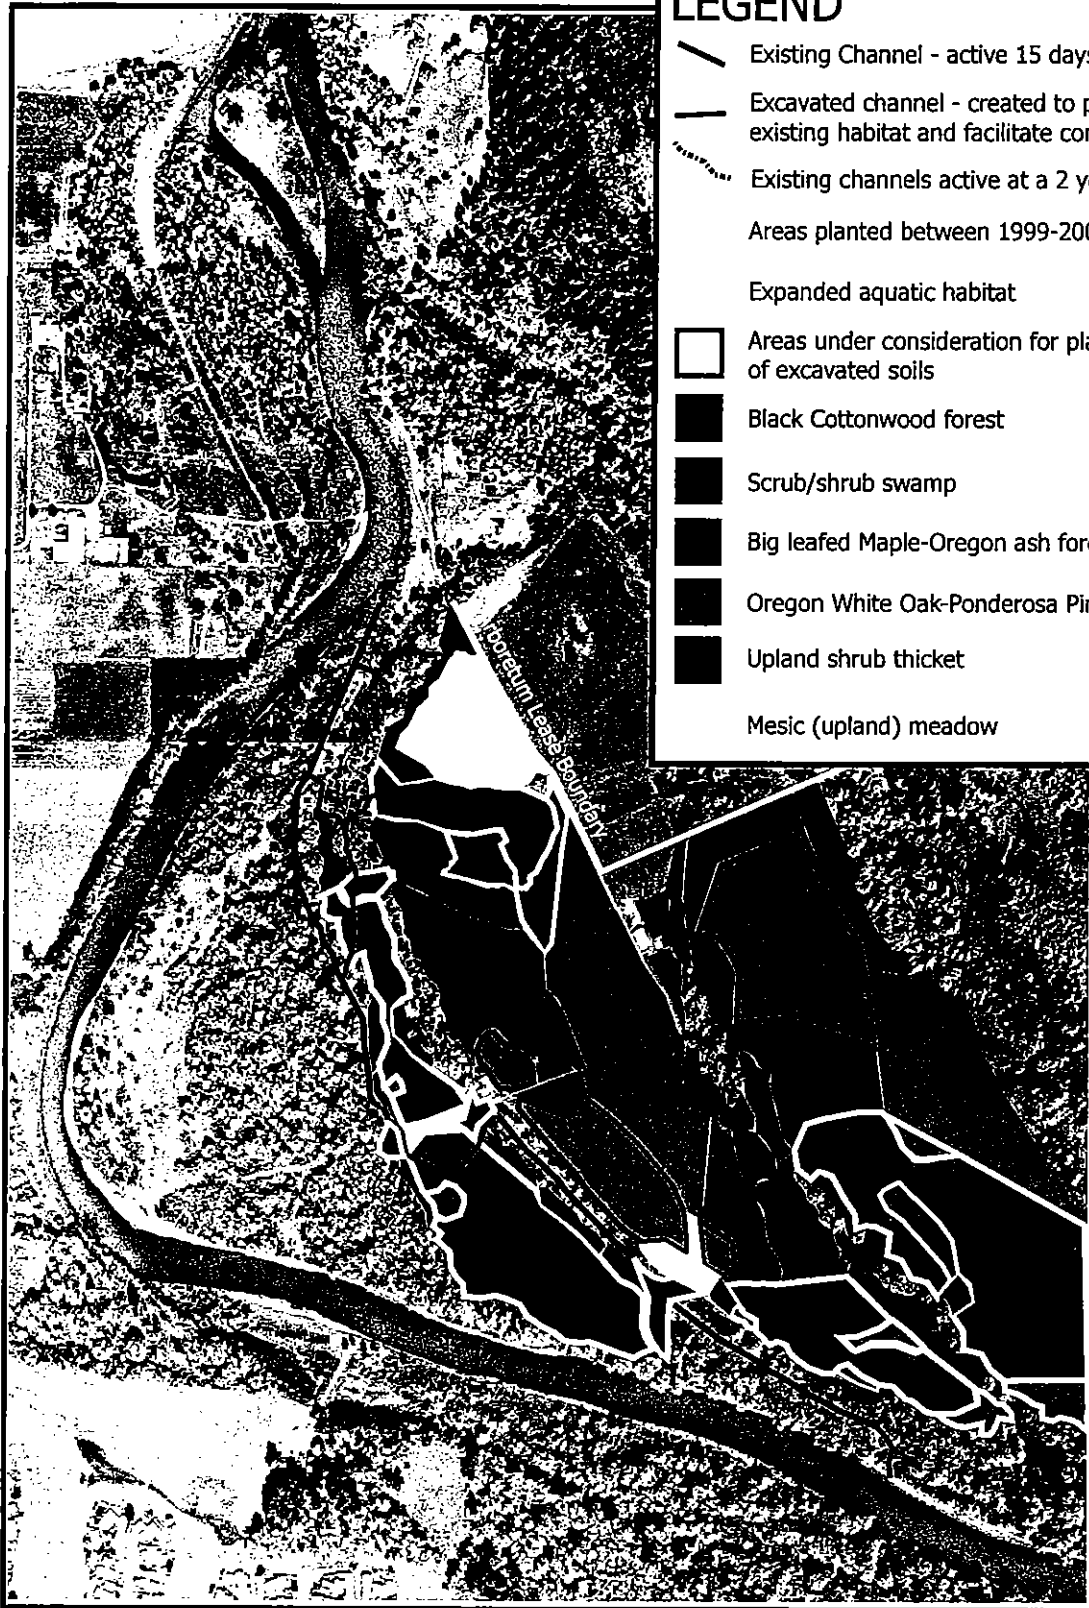 LEGEND
Existing Channel - active 15 days
Excavated channel - created to p
existing habitat and facilitate co
Existing channels active at a 2 y
Areas planted between 1999-200
Expanded aquatic habitat
Areas under consideration for pla
of excavated soils
Black Cottonwood forest
Scrub/shrub swamp
Big leafed Maple-Oregon ash for
Oregon White Oak-Ponderosa Pi
Upland shrub thicket
Mesic (upland) meadow
Lease Boundary